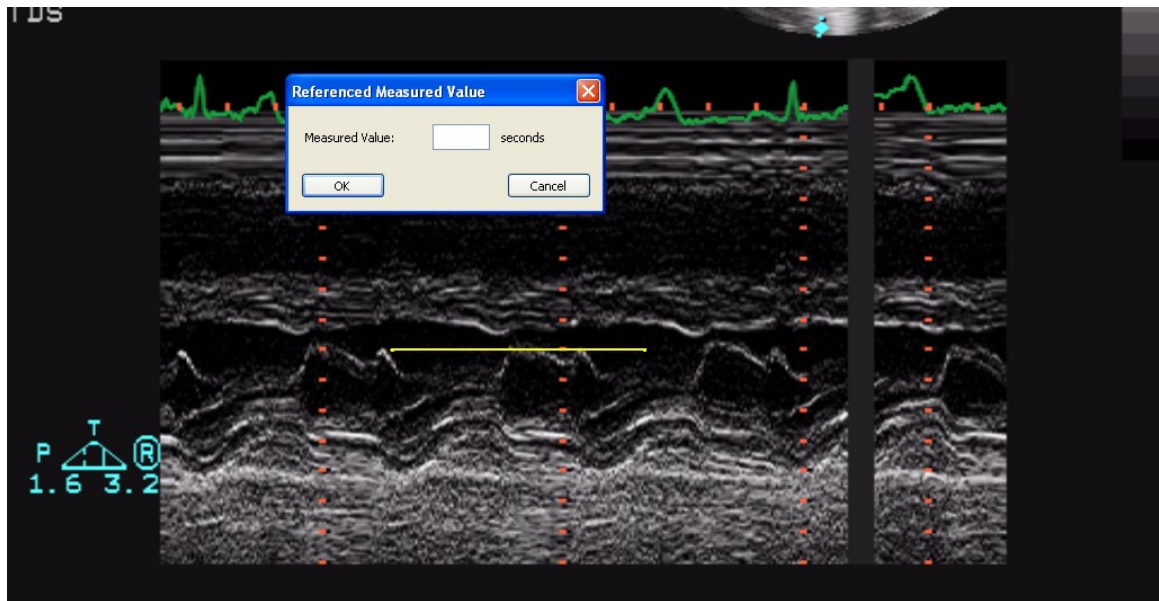 TDS
Referenced Measured Value
Measured Value: seconds
OK Cancel
T
P R
1.6 3.2